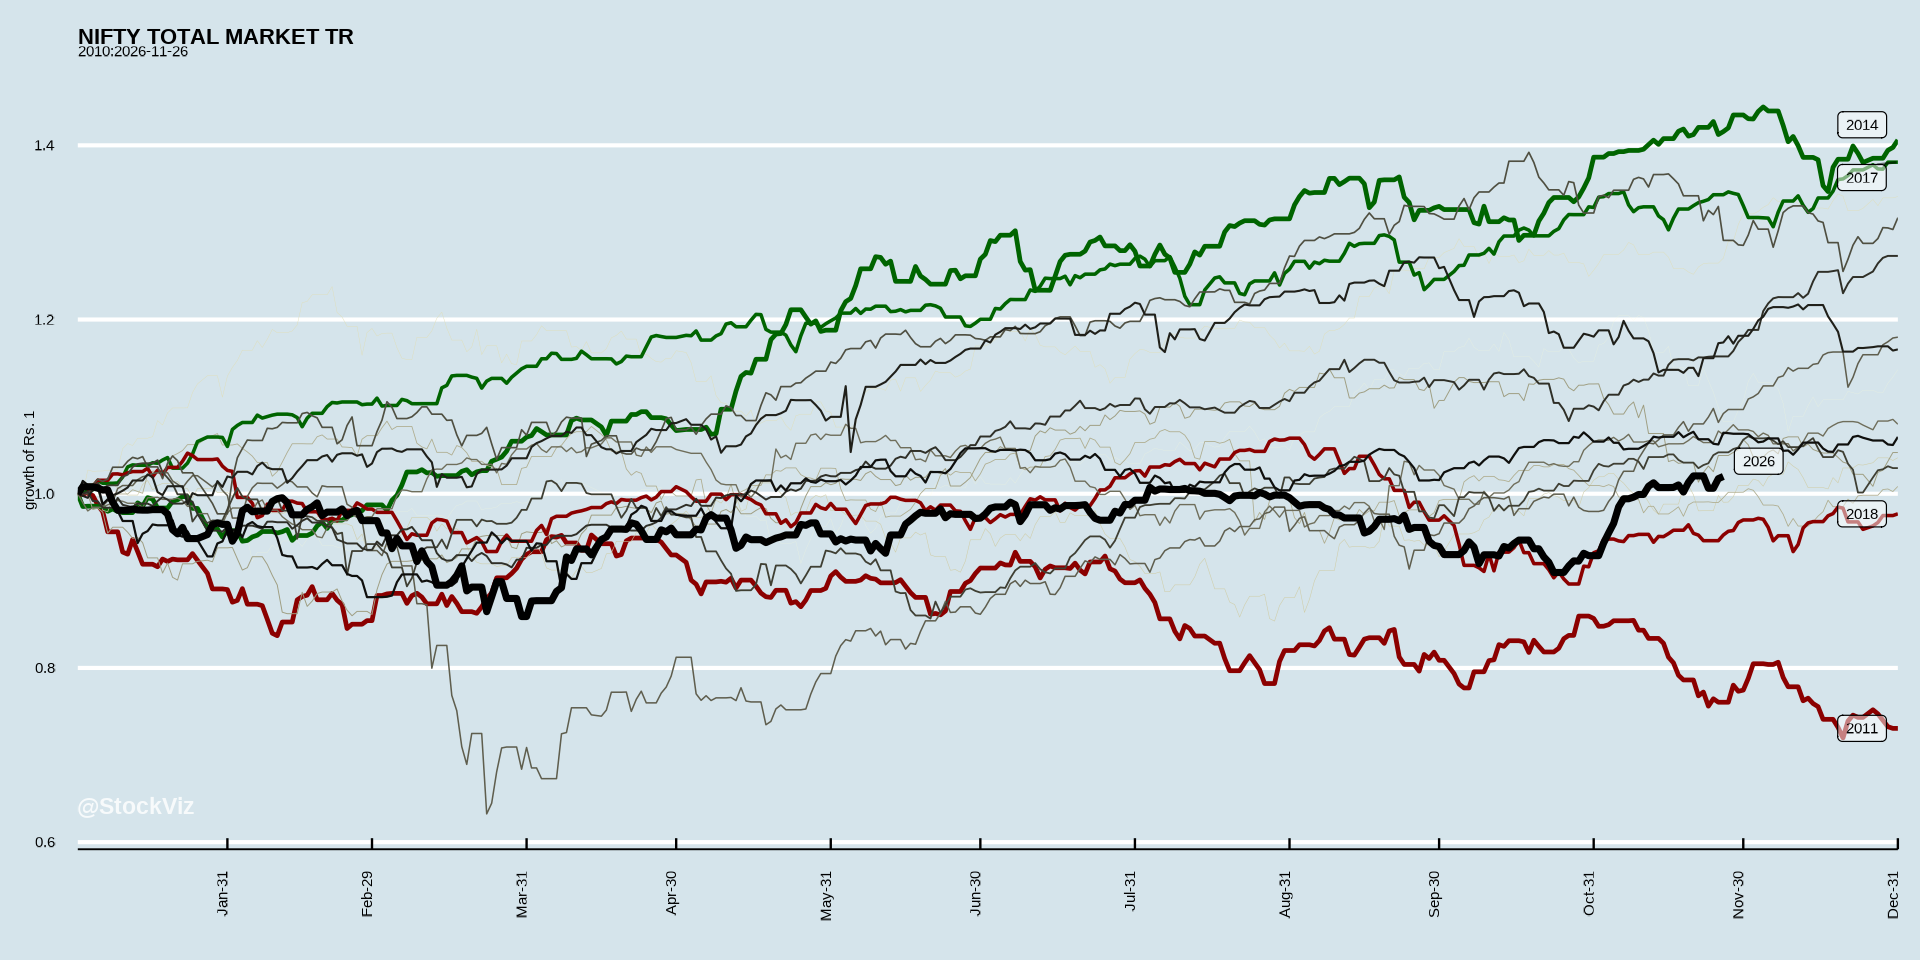 NIFTY TOTAL MARKET TR
2010:2026-11-26
growth of Rs. 1
1.4
1.2
1.0
0.8
0.6
2014
2017
2026
2018
2011
@StockViz
Jan-31
Feb-29
Mar-31
Apr-30
May-31
Jun-30
Jul-31
Aug-31
Sep-30
Oct-31
Nov-30
Dec-31